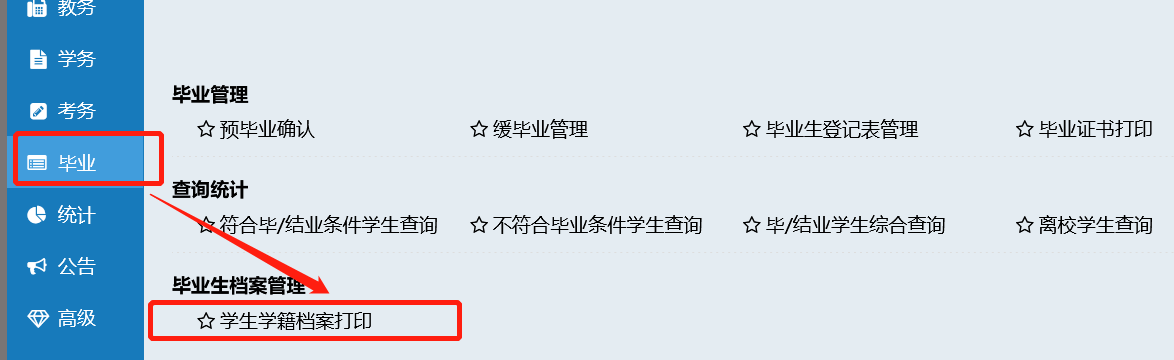 教务
学务
考务
毕业
统计
公告
高级
毕业管理
预毕业确认 缓毕业管理 毕业生登记表管理 毕业证书打印
查询统计
符合毕/结业条件学生查询 不符合毕业条件学生查询 毕/结业学生综合查询 离校学生查询
毕业生档案管理
学生学籍档案打印